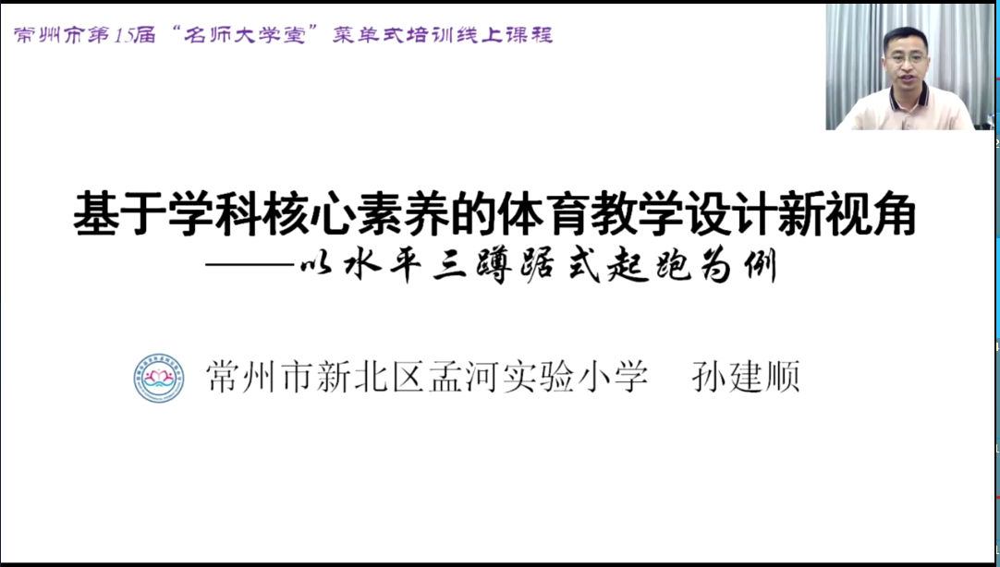 常州市第15届“名师大学堂”菜单式培训线上课程
基于学科核心素养的体育教学设计新视角
——以水平三蹲踞式起跑为例
常州市新北区孟河实验小学 孙建顺